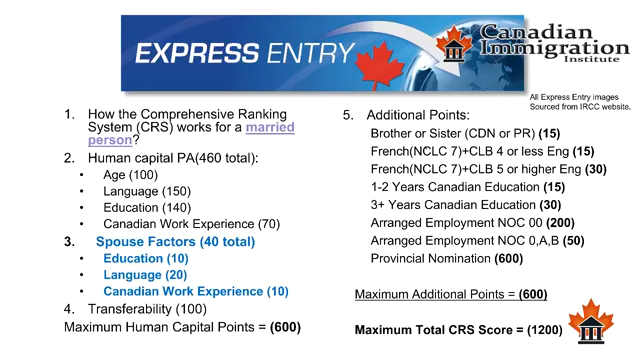 EXPRESS ENTRY
Canadian
Immigration
Institute
All Express Entry images
Sourced from IRCC website.
1. How the Comprehensive Ranking
System (CRS) works for a married
person?
2. Human capital PA(460 total):
• Age (100)
• Language (150)
• Education (140)
• Canadian Work Experience (70)
3. Spouse Factors (40 total)
• Education (10)
• Language (20)
• Canadian Work Experience (10)
4. Transferability (100)
Maximum Human Capital Points = (600)
5. Additional Points:
Brother or Sister (CDN or PR) (15)
French(NCLC 7)+CLB 4 or less Eng (15)
French(NCLC 7)+CLB 5 or higher Eng (30)
1-2 Years Canadian Education (15)
3+ Years Canadian Education (30)
Arranged Employment NOC 00 (200)
Arranged Employment NOC 0,A,B (50)
Provincial Nomination (600)
Maximum Additional Points = (600)
Maximum Total CRS Score = (1200)